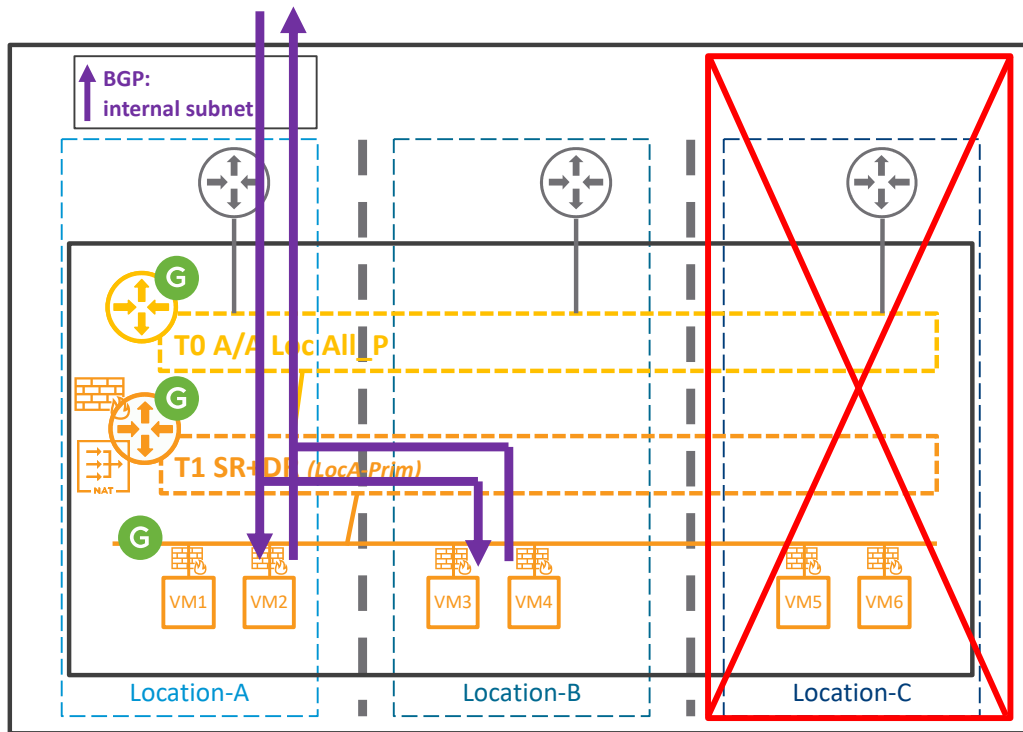 BGP:
internal subnet
G
T0 A/A Loc All_P
G
T1 SR+DR (LocA-Prim)
NAT
G
VM1 VM2 VM3 VM4 VM5 VM6
Location-A Location-B Location-C